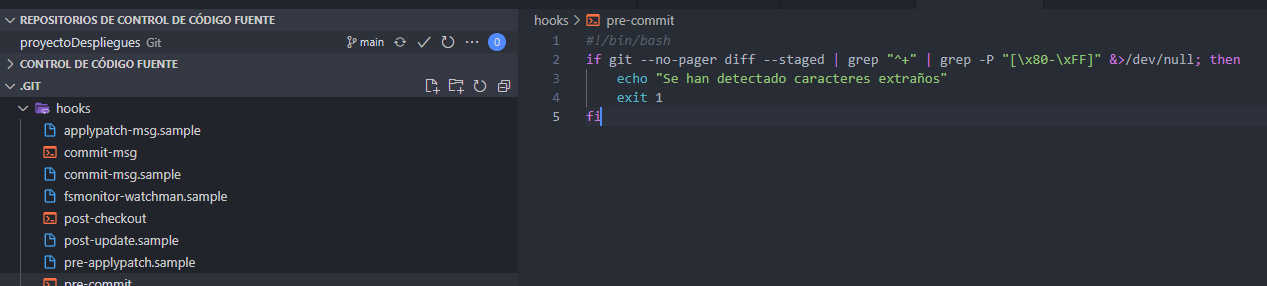 REPOSITORIOS DE CONTROL DE CÓDIGO FUENTE
proyectoDespliegues Git main 0
CONTROL DE CÓDIGO FUENTE
.GIT
hooks
applypatch-msg.sample
commit-msg
commit-msg.sample
fsmonitor-watchman.sample
post-checkout
post-update.sample
pre-applypatch.sample
pre-commit
hooks > pre-commit
1 #!/bin/bash
2 if git --no-pager diff --staged | grep "^+" | grep -P "[\x80-\xFF]" &>/dev/null; then
3 echo "Se han detectado caracteres extraños"
4 exit 1
5 fi